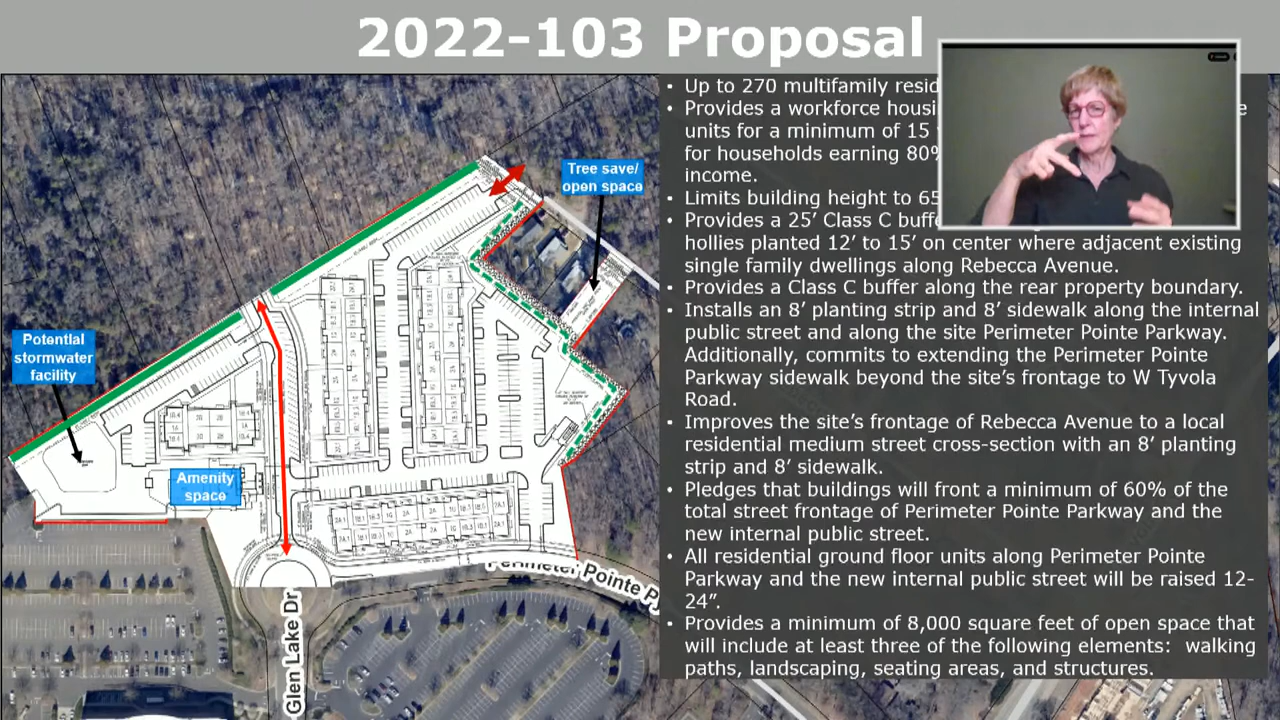 2022-103 Proposal
• Up to 270 multifamily resid
• Provides a workforce housi
units for a minimum of 15
for households earning 80%
income.
• Limits building height to 65
• Provides a 25’ Class C buff
hollies planted 12’ to 15’ on center where adjacent existing
single family dwellings along Rebecca Avenue.
• Provides a Class C buffer along the rear property boundary.
• Installs an 8’ planting strip and 8’ sidewalk along the internal
public street and along the site Perimeter Pointe Parkway.
Additionally, commits to extending the Perimeter Pointe
Parkway sidewalk beyond the site’s frontage to W Tyvola
Road.
• Improves the site’s frontage of Rebecca Avenue to a local
residential medium street cross-section with an 8’ planting
strip and 8’ sidewalk.
• Pledges that buildings will front a minimum of 60% of the
total street frontage of Perimeter Pointe Parkway and the
new internal public street.
• All residential ground floor units along Perimeter Pointe
Parkway and the new internal public street will be raised 12-
24”.
• Provides a minimum of 8,000 square feet of open space that
will include at least three of the following elements: walking
paths, landscaping, seating areas, and structures.
Tree save/
open space
Potential
stormwater
facility
Amenity
space
Perimeter Pointe P
Glen Lake Dr